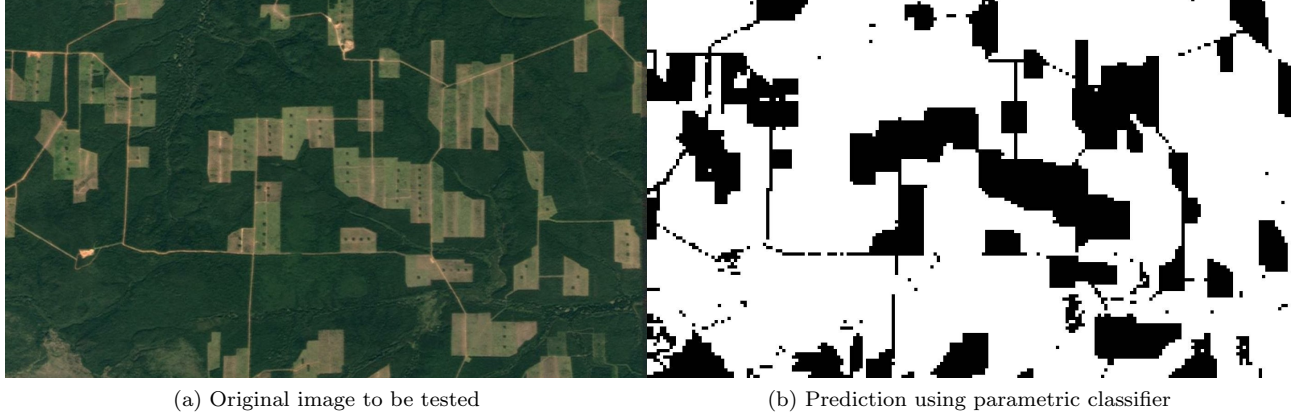 (a) Original image to be tested
(b) Prediction using parametric classifier